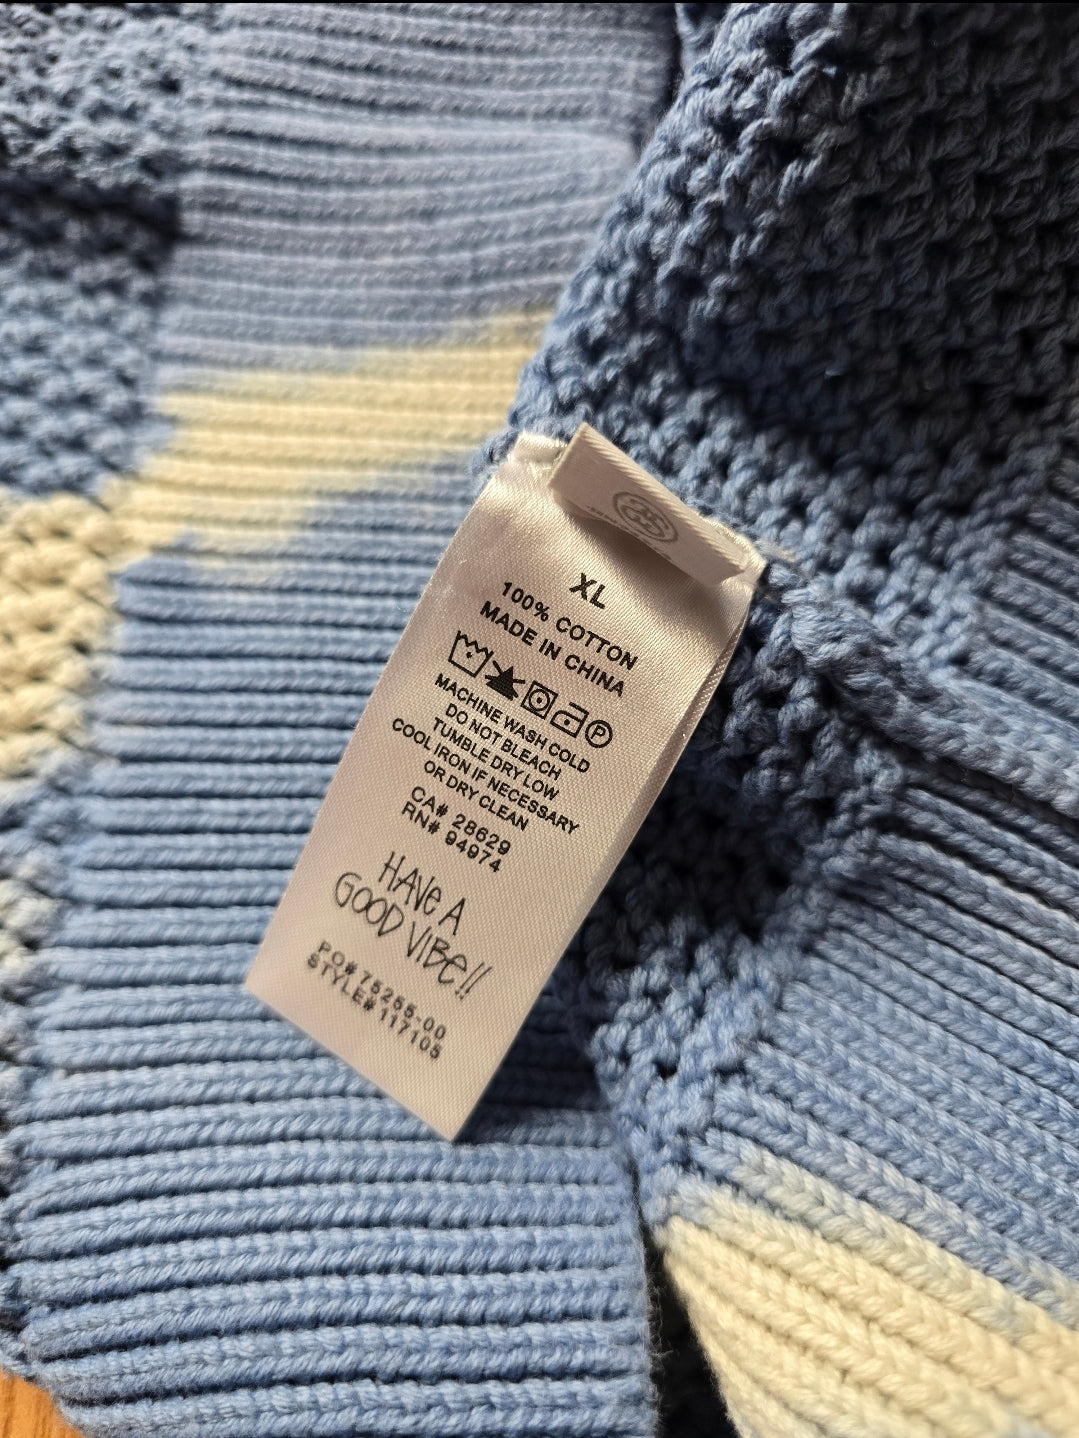 XL
100% COTTON
MADE IN CHINA
P
MACHINE WASH COLD
DO NOT BLEACH
TUMBLE DRY LOW
COOL IRON IF NECESSARY
OR DRY CLEAN
CA# 28629
RN# 94974
HAVE A
GOOD VIBE!!
PO#75255-00
STYLE#117105